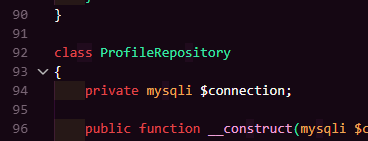 90 }
91
92 class ProfileRepository
93 {
94 private mysqli $connection;
95
96 public function __construct(mysqli